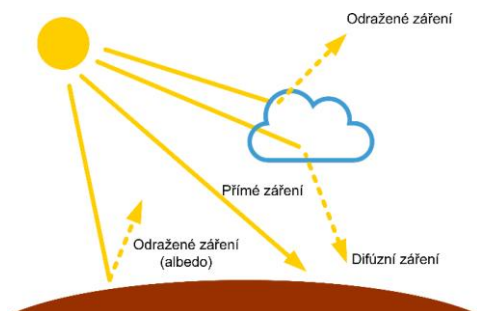 Odražené záření
Přímé záření
Odražené záření
(albedo)
Difúzní záření